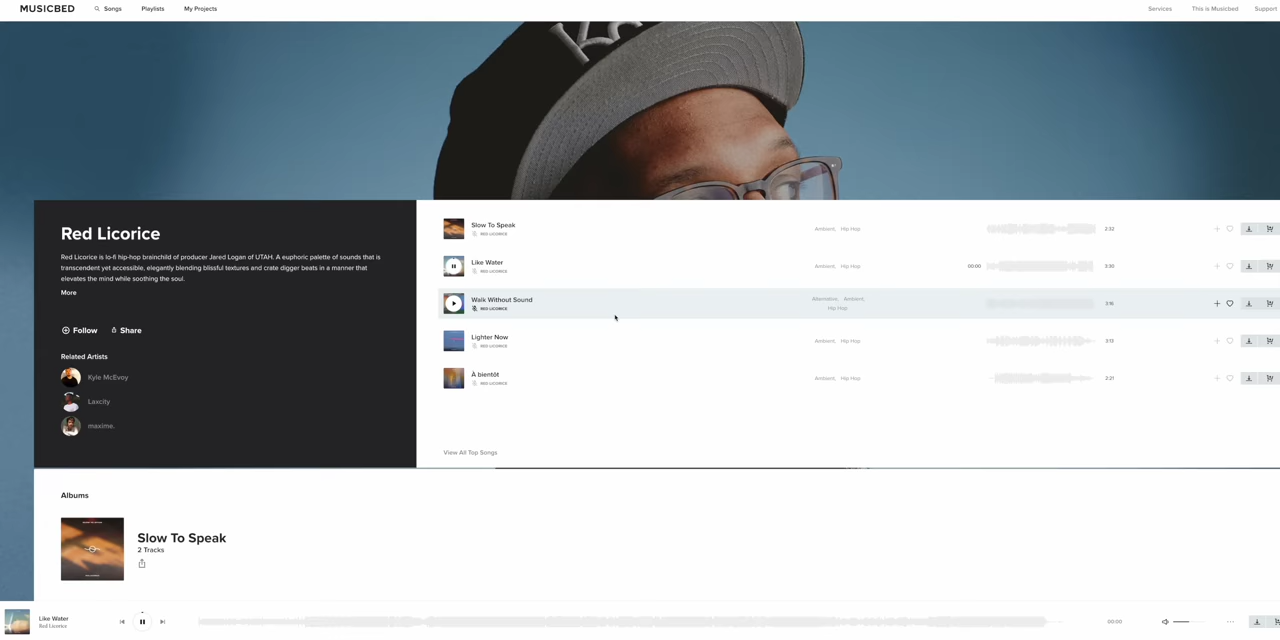 MUSICBED
Songs
Playlists
My Projects
Services
This is Musicbed
Support
Red Licorice
Red Licorice is lo-fi hip-hop brainchild of producer Jared Logan of UTAH. A euphoric palette of sounds that is
transcendent yet accessible, elegantly blending blissful textures and crate digger beats in a manner that
elevates the mind while soothing the soul.
More
Follow
Share
Related Artists
Kyle McEvoy
Laxcity
maxime.
Slow To Speak
RED LICORICE
Ambient, Hip Hop
2:32
Like Water
RED LICORICE
Ambient, Hip Hop
00:00
3:30
Walk Without Sound
RED LICORICE
Alternative, Ambient,
Hip Hop
3:16
Lighter Now
RED LICORICE
Ambient, Hip Hop
3:13
À bientôt
RED LICORICE
Ambient, Hip Hop
2:21
View All Top Songs
Albums
Slow To Speak
2 Tracks
Like Water
Red Licorice
00:00